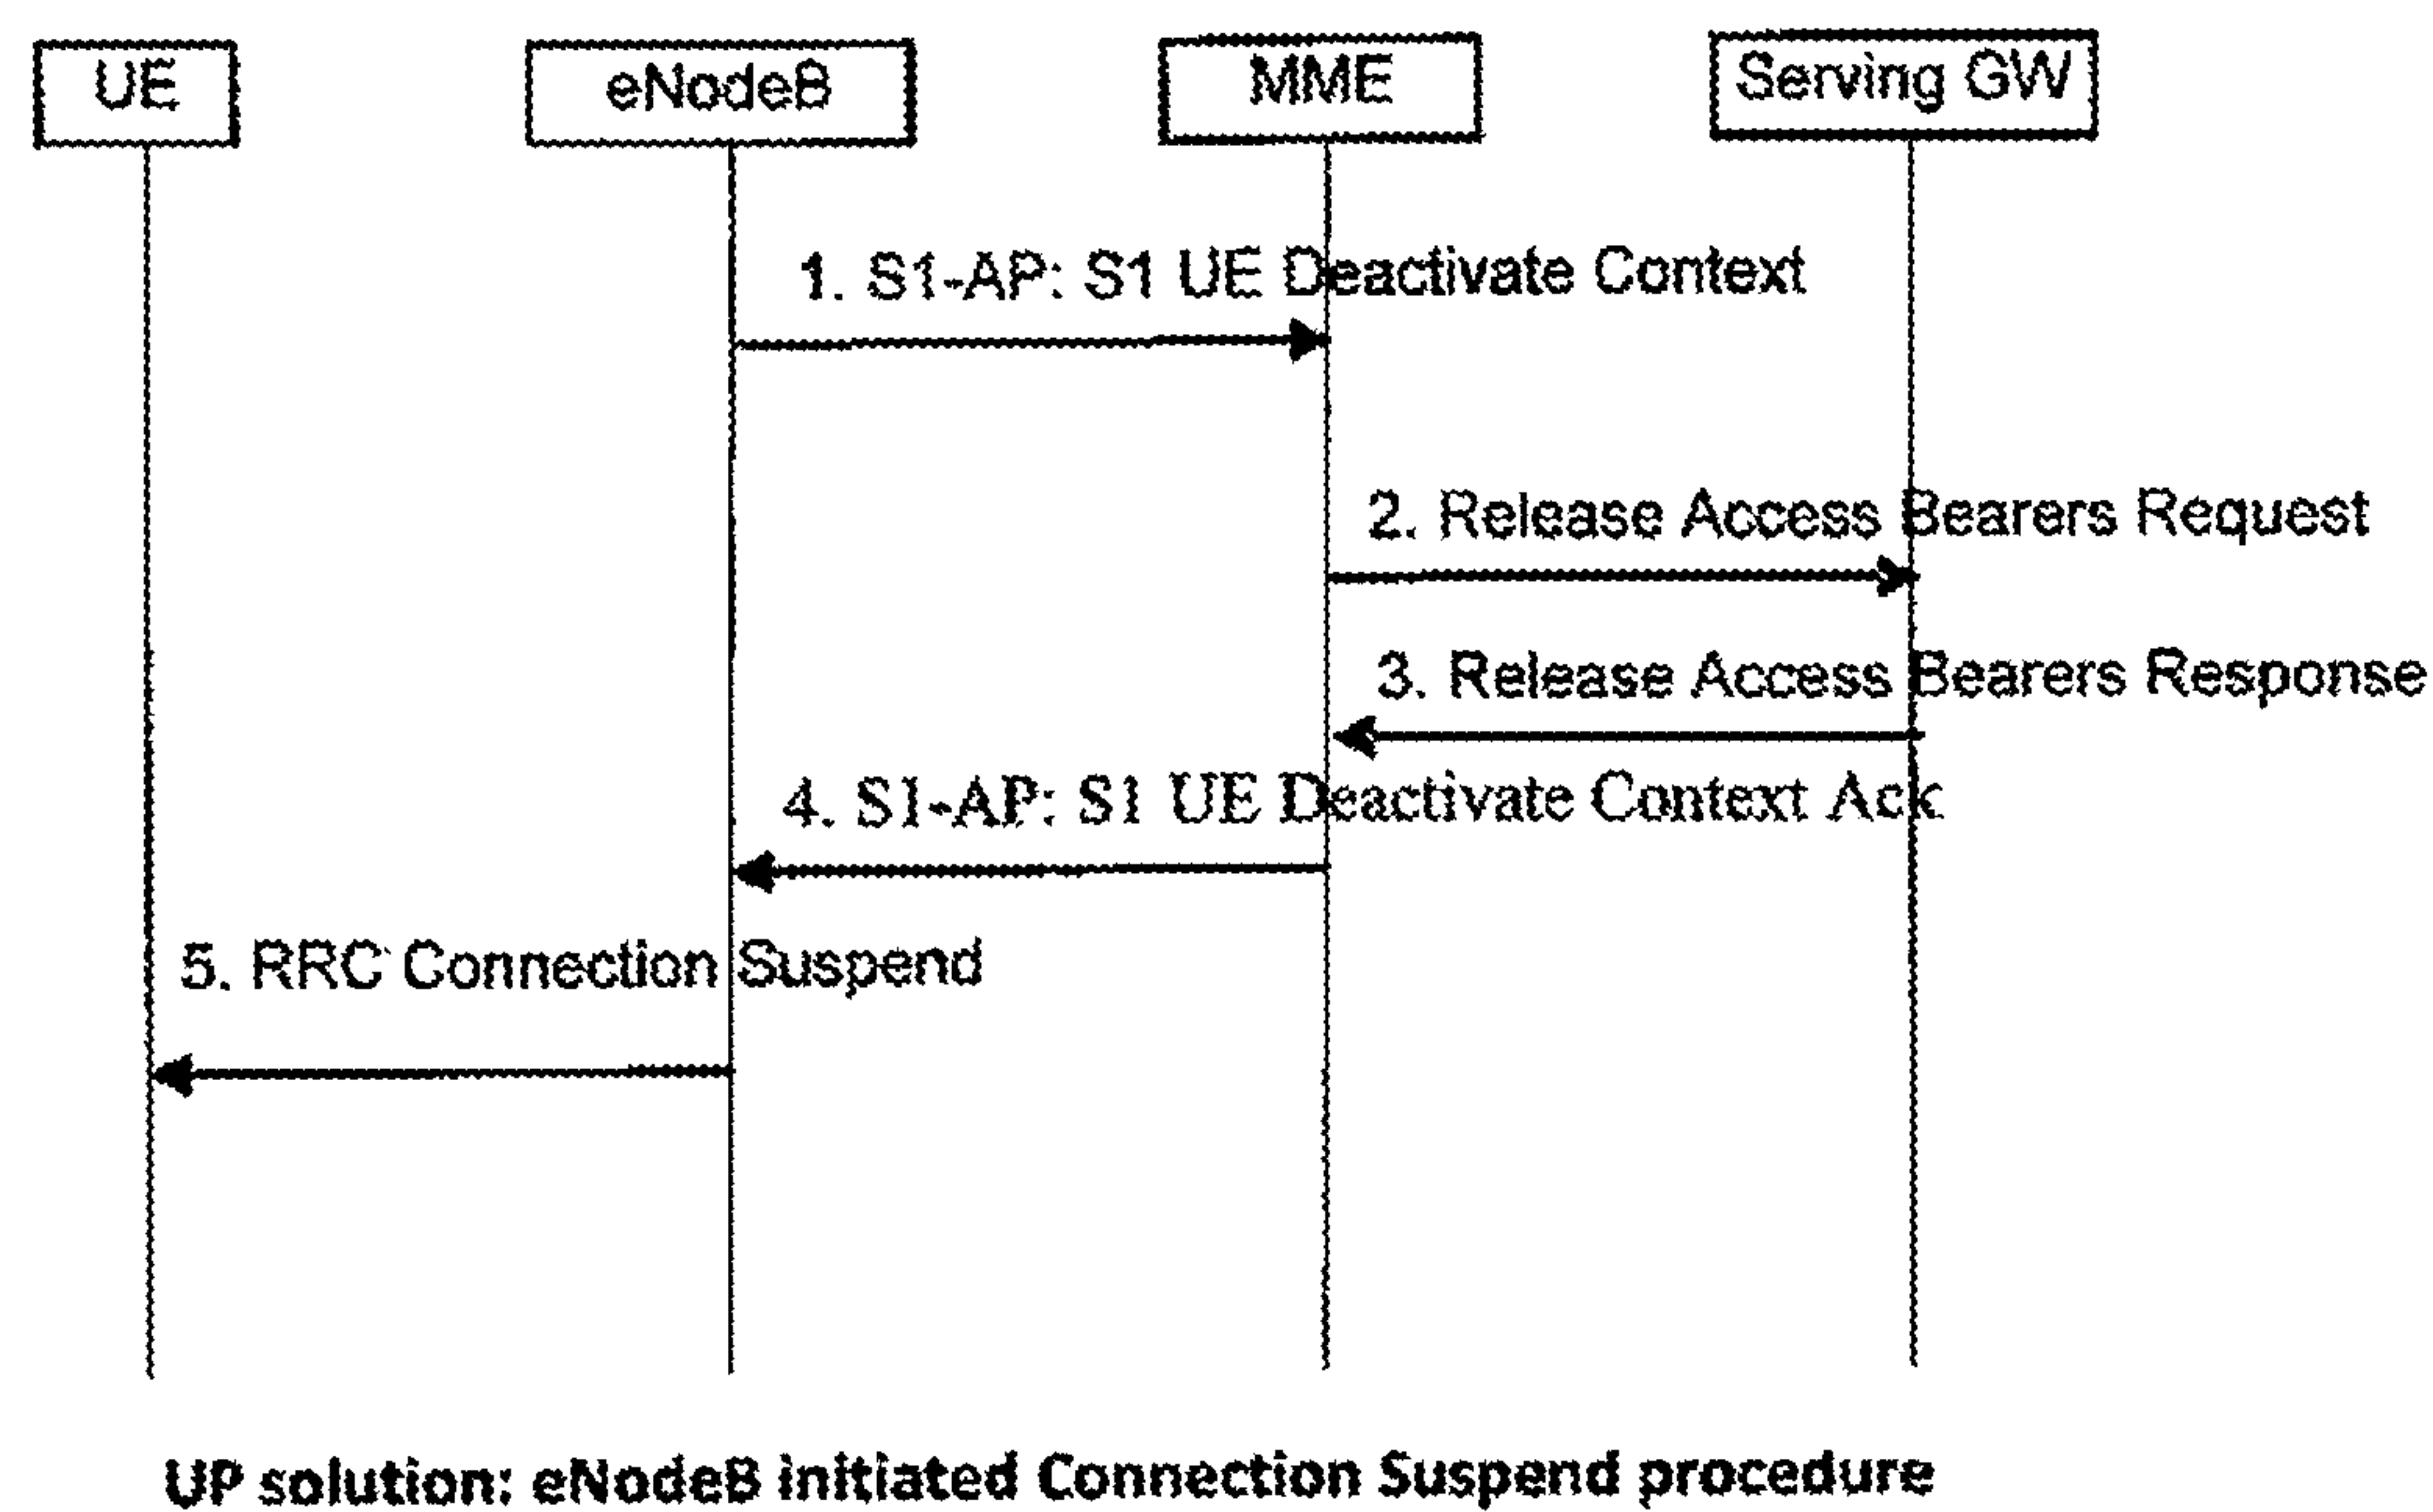 UE
eNodeB
MME
Serving GW
1. S1-AP: S1 UE Deactivate Context
2. Release Access Bearers Request
3. Release Access Bearers Response
4. S1-AP: S1 UE Deactivate Context Ack
5. RRC Connection Suspend
UP solution: eNodeB initiated Connection Suspend procedure